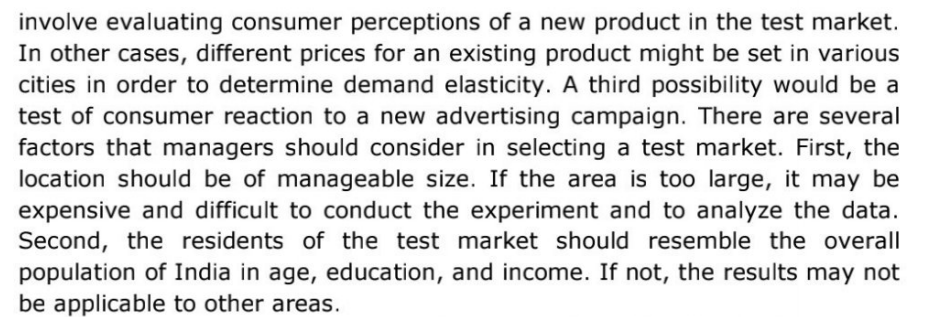 involve evaluating consumer perceptions of a new product in the test market.
In other cases, different prices for an existing product might be set in various
cities in order to determine demand elasticity. A third possibility would be a
test of consumer reaction to a new advertising campaign. There are several
factors that managers should consider in selecting a test market. First, the
location should be of manageable size. If the area is too large, it may be
expensive and difficult to conduct the experiment and to analyze the data.
Second, the residents of the test market should resemble the overall
population of India in age, education, and income. If not, the results may not
be applicable to other areas.